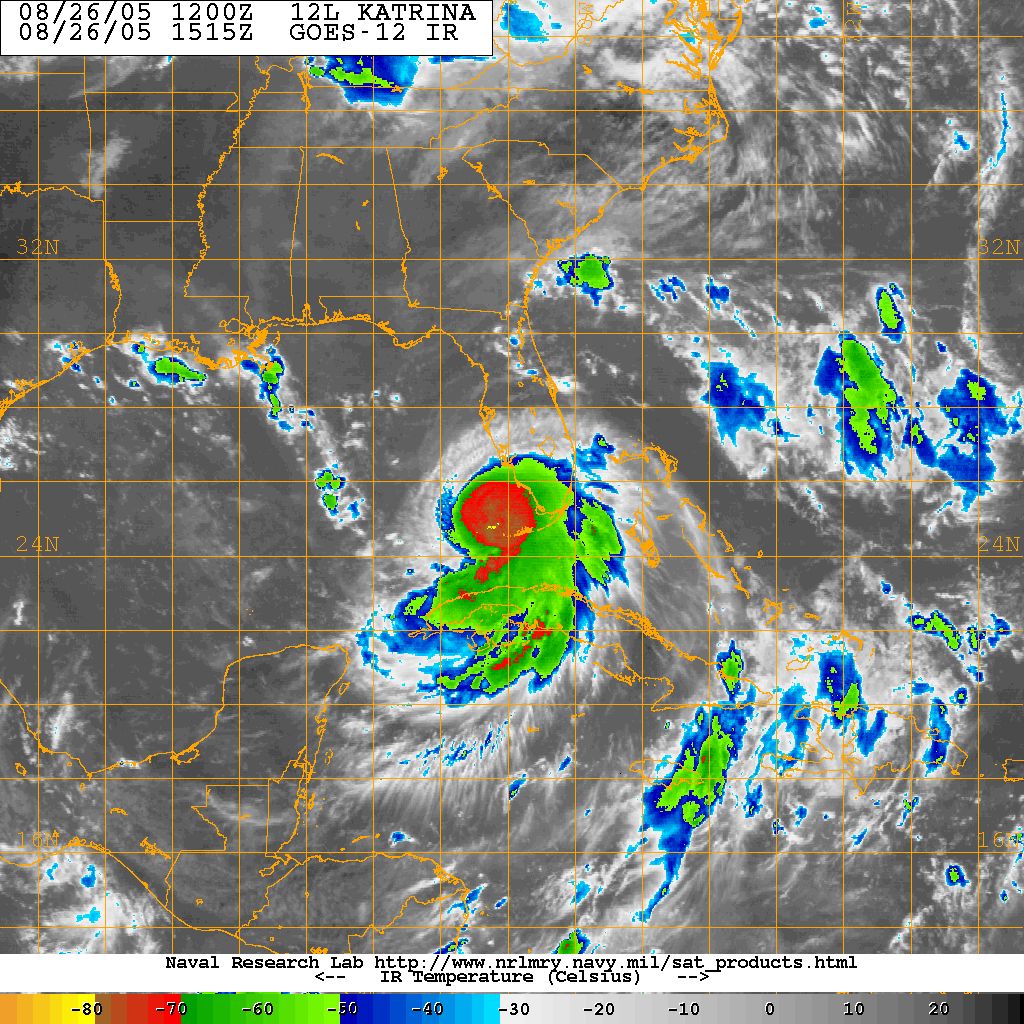 08/26/05 1200Z 12L KATRINA
08/26/05 1515Z GOES-12 IR
32N 32N
24N 24N
16N 16N
Naval Research Lab http://www.nrlmry.navy.mil/sat_products.html
<-- IR Temperature (Celsius) -->
-80 -70 -60 -50 -40 -30 -20 -10 0 10 20